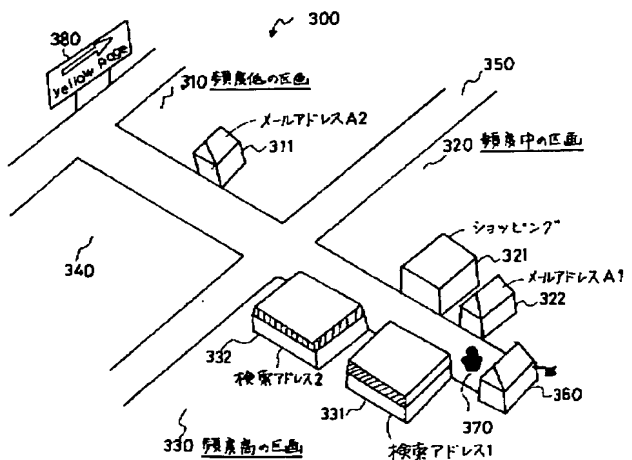 300
380
yellow page
310 頻度低の区画
350
メールアドレスA2
311
320 頻度中の区画
ショッピング
321
メールアドレスA1
322
340
332
検索アドレス2
331
370
360
330 頻度高の区画
検索アドレス1